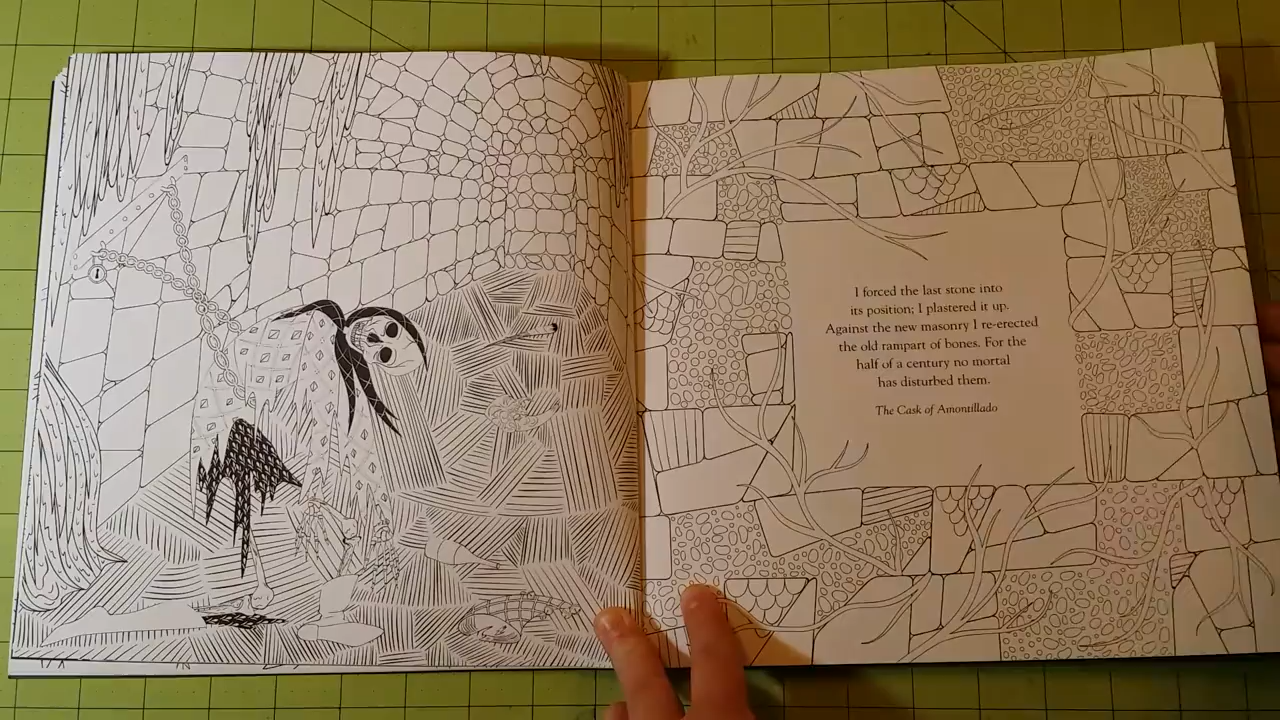 I forced the last stone into
its position; I plastered it up.
Against the new masonry I re-erected
the old rampart of bones. For the
half of a century no mortal
has disturbed them.
The Cask of Amontillado